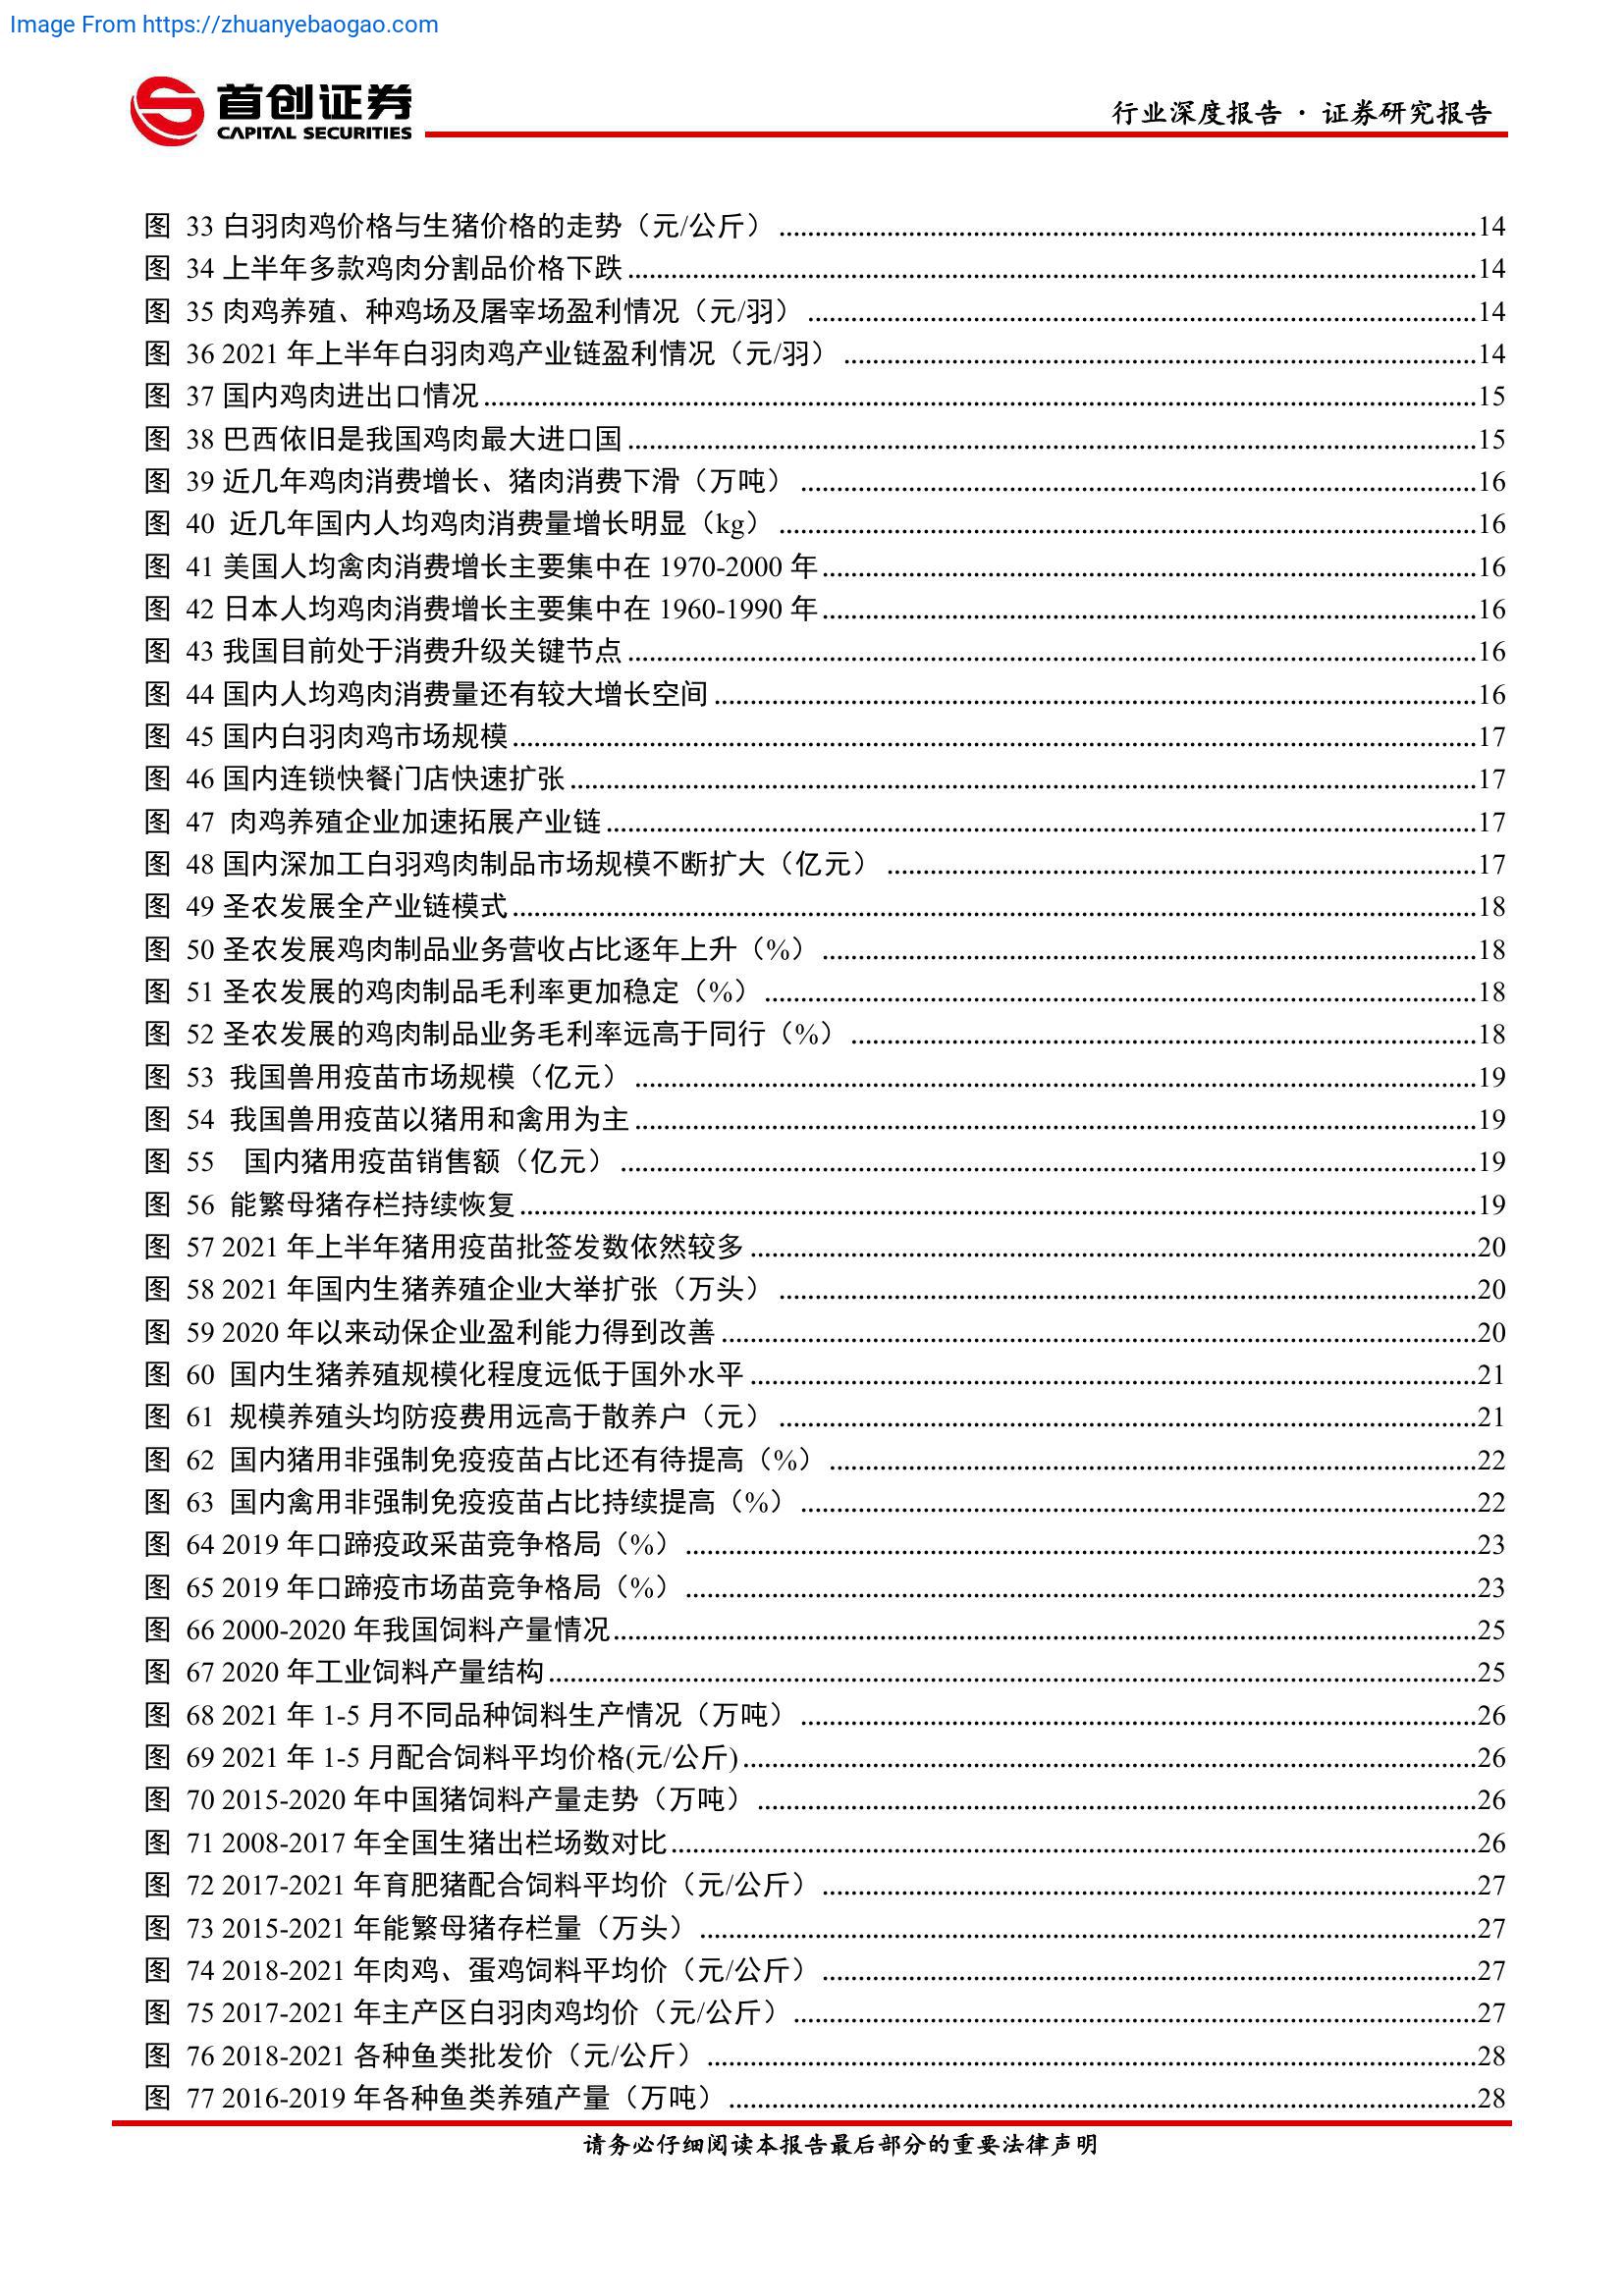 Image From https://zhuanyebaogao.com
首创证券
CAPITAL SECURITIES
行业深度报告 · 证券研究报告
图 33 白羽肉鸡价格与生猪价格的走势（元/公斤）14
图 34 上半年多款鸡肉分割品价格下跌14
图 35 肉鸡养殖、种鸡场及屠宰场盈利情况（元/羽）14
图 36 2021 年上半年白羽肉鸡产业链盈利情况（元/羽）14
图 37 国内鸡肉进出口情况15
图 38 巴西依旧是我国鸡肉最大进口国15
图 39 近几年鸡肉消费增长、猪肉消费下滑（万吨）16
图 40 近几年国内人均鸡肉消费量增长明显（kg）16
图 41 美国人均禽肉消费增长主要集中在 1970-2000 年16
图 42 日本人均鸡肉消费增长主要集中在 1960-1990 年16
图 43 我国目前处于消费升级关键节点16
图 44 国内人均鸡肉消费量还有较大增长空间16
图 45 国内白羽肉鸡市场规模17
图 46 国内连锁快餐门店快速扩张17
图 47 肉鸡养殖企业加速拓展产业链17
图 48 国内深加工白羽鸡肉制品市场规模不断扩大（亿元）17
图 49 圣农发展全产业链模式18
图 50 圣农发展鸡肉制品业务营收占比逐年上升（%）18
图 51 圣农发展的鸡肉制品毛利率更加稳定（%）18
图 52 圣农发展的鸡肉制品业务毛利率远高于同行（%）18
图 53 我国兽用疫苗市场规模（亿元）19
图 54 我国兽用疫苗以猪用和禽用为主19
图 55 国内猪用疫苗销售额（亿元）19
图 56 能繁母猪存栏持续恢复19
图 57 2021 年上半年猪用疫苗批签发数依然较多20
图 58 2021 年国内生猪养殖企业大举扩张（万头）20
图 59 2020 年以来动保企业盈利能力得到改善20
图 60 国内生猪养殖规模化程度远低于国外水平21
图 61 规模养殖头均防疫费用远高于散养户（元）21
图 62 国内猪用非强制免疫疫苗占比还有待提高（%）22
图 63 国内禽用非强制免疫疫苗占比持续提高（%）22
图 64 2019 年口蹄疫政采苗竞争格局（%）23
图 65 2019 年口蹄疫市场苗竞争格局（%）23
图 66 2000-2020 年我国饲料产量情况25
图 67 2020 年工业饲料产量结构25
图 68 2021 年 1-5 月不同品种饲料生产情况（万吨）26
图 69 2021 年 1-5 月配合饲料平均价格(元/公斤)26
图 70 2015-2020 年中国猪饲料产量走势（万吨）26
图 71 2008-2017 年全国生猪出栏场数对比26
图 72 2017-2021 年育肥猪配合饲料平均价（元/公斤）27
图 73 2015-2021 年能繁母猪存栏量（万头）27
图 74 2018-2021 年肉鸡、蛋鸡饲料平均价（元/公斤）27
图 75 2017-2021 年主产区白羽肉鸡均价（元/公斤）27
图 76 2018-2021 各种鱼类批发价（元/公斤）28
图 77 2016-2019 年各种鱼类养殖产量（万吨）28
请务必仔细阅读本报告最后部分的重要法律声明